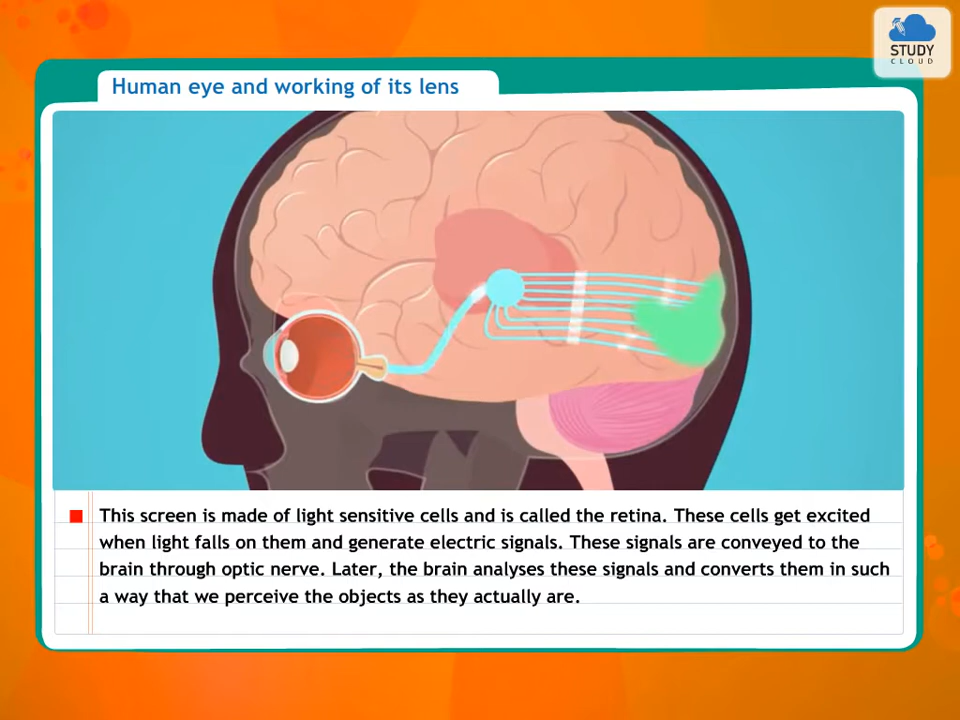 STUDY
CLOUD
Human eye and working of its lens
This screen is made of light sensitive cells and is called the retina. These cells get excited
when light falls on them and generate electric signals. These signals are conveyed to the
brain through optic nerve. Later, the brain analyses these signals and converts them in such
a way that we perceive the objects as they actually are.